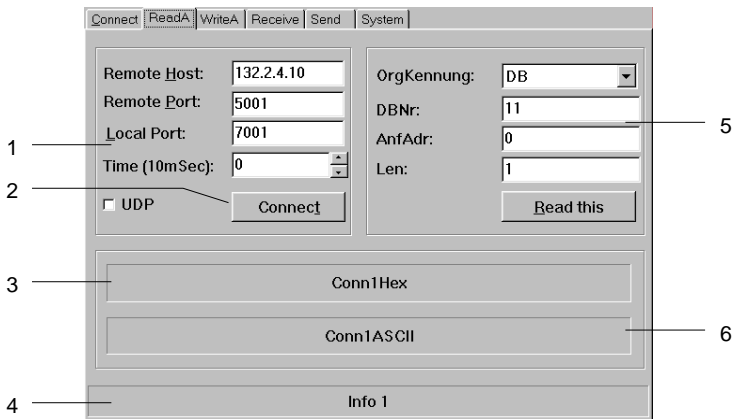 Connect ReadA WriteA Receive Send System
Remote Host: 132.2.4.10
Remote Port: 5001
Local Port: 7001
Time (10mSec): 0
UDP Connect
OrgKennung: DB
DBNr: 11
AnfAdr: 0
Len: 1
Read this
Conn1Hex
Conn1ASCII
Info 1
1
2
3
4
5
6